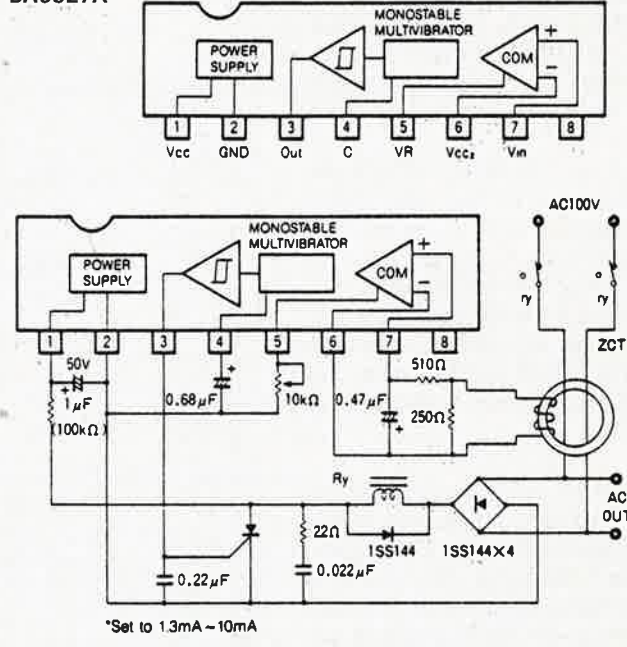 MONOSTABLE
MULTIVIBRATOR
POWER
SUPPLY
COM
+
−
1 2 3 4 5 6 7 8
Vcc GND Out C VR Vcc₂ Vin
AC100V
MONOSTABLE
MULTIVIBRATOR
POWER
SUPPLY
COM
+
−
ry ry
1 2 3 4 5 6 7 8
ZCT
50V
+
1μF
(100kΩ)
+
0.68μF
10kΩ
0.47μF
+
510Ω
250Ω
Ry
AC
OUT
22Ω
1SS144
1SS144×4
0.22μF
0.022μF
*Set to 1.3mA~10mA